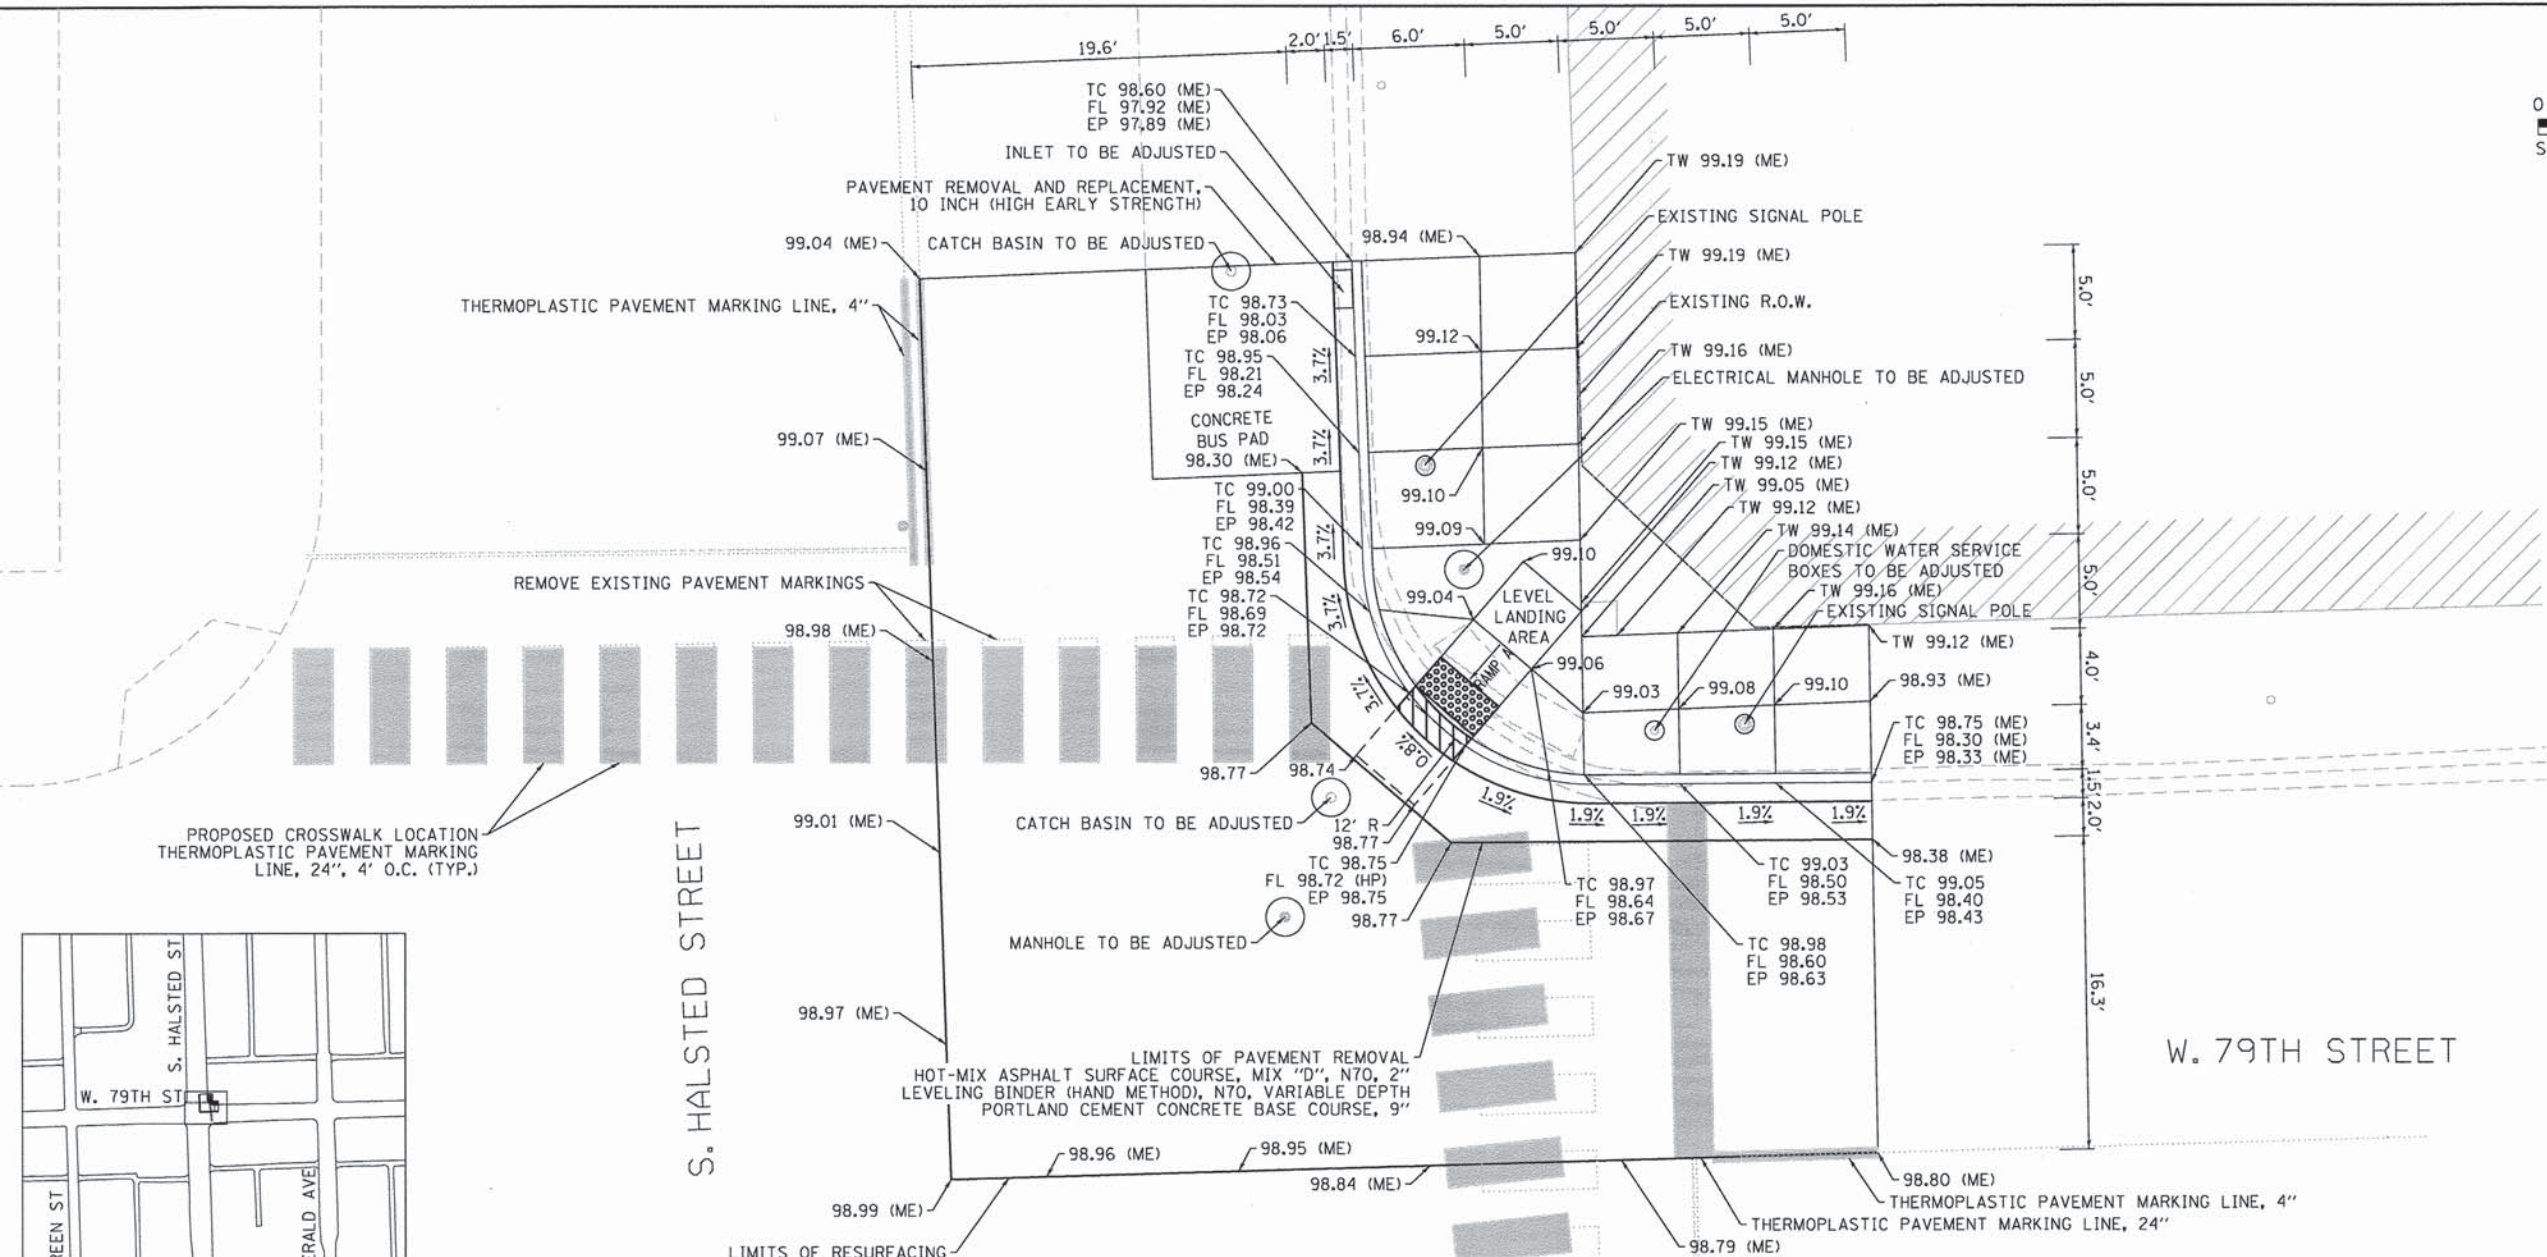 19.6'
2.0'
1.5'
6.0'
5.0'
5.0'
5.0'
5.0'
TC 98.60 (ME)
FL 97.92 (ME)
EP 97.89 (ME)
INLET TO BE ADJUSTED
PAVEMENT REMOVAL AND REPLACEMENT,
10 INCH (HIGH EARLY STRENGTH)
99.04 (ME)
CATCH BASIN TO BE ADJUSTED
98.94 (ME)
TW 99.19 (ME)
EXISTING SIGNAL POLE
TW 99.19 (ME)
EXISTING R.O.W.
TW 99.16 (ME)
ELECTRICAL MANHOLE TO BE ADJUSTED
THERMOPLASTIC PAVEMENT MARKING LINE, 4"
TC 98.73
FL 98.03
EP 98.06
TC 98.95
FL 98.21
EP 98.24
3.7%
99.12
CONCRETE
BUS PAD
98.30 (ME)
3.7%
99.07 (ME)
TW 99.15 (ME)
TW 99.15 (ME)
TW 99.12 (ME)
TW 99.05 (ME)
TW 99.12 (ME)
TW 99.14 (ME)
DOMESTIC WATER SERVICE
BOXES TO BE ADJUSTED
TW 99.16 (ME)
EXISTING SIGNAL POLE
TW 99.12 (ME)
5.0'
5.0'
5.0'
5.0'
4.0'
3.4'
1.5'
2.0'
16.3'
99.10
99.09
TC 99.00
FL 98.39
EP 98.42
3.7%
TC 98.96
FL 98.51
EP 98.54
3.7%
TC 98.72
FL 98.69
EP 98.72
99.10
99.04
LEVEL
LANDING
AREA
RAMP A
99.06
99.03
99.08
99.10
98.93 (ME)
REMOVE EXISTING PAVEMENT MARKINGS
98.98 (ME)
3.7%
0.8%
TC 98.75 (ME)
FL 98.30 (ME)
EP 98.33 (ME)
98.77
98.74
1.9%
1.9%
1.9%
1.9%
1.9%
CATCH BASIN TO BE ADJUSTED
12' R
98.77
TC 98.75
FL 98.72 (HP)
EP 98.75
98.77
99.01 (ME)
PROPOSED CROSSWALK LOCATION
THERMOPLASTIC PAVEMENT MARKING
LINE, 24", 4' O.C. (TYP.)
98.38 (ME)
TC 99.03
FL 98.50
EP 98.53
TC 99.05
FL 98.40
EP 98.43
TC 98.97
FL 98.64
EP 98.67
TC 98.98
FL 98.60
EP 98.63
MANHOLE TO BE ADJUSTED
98.97 (ME)
S. HALSTED STREET
W. 79TH STREET
LIMITS OF PAVEMENT REMOVAL
HOT-MIX ASPHALT SURFACE COURSE, MIX "D", N70, 2"
LEVELING BINDER (HAND METHOD), N70, VARIABLE DEPTH
PORTLAND CEMENT CONCRETE BASE COURSE, 9"
98.96 (ME)
98.95 (ME)
98.84 (ME)
98.99 (ME)
98.80 (ME)
THERMOPLASTIC PAVEMENT MARKING LINE, 4"
THERMOPLASTIC PAVEMENT MARKING LINE, 24"
98.79 (ME)
LIMITS OF RESURFACING
S. HALSTED ST
W. 79TH ST
0
S